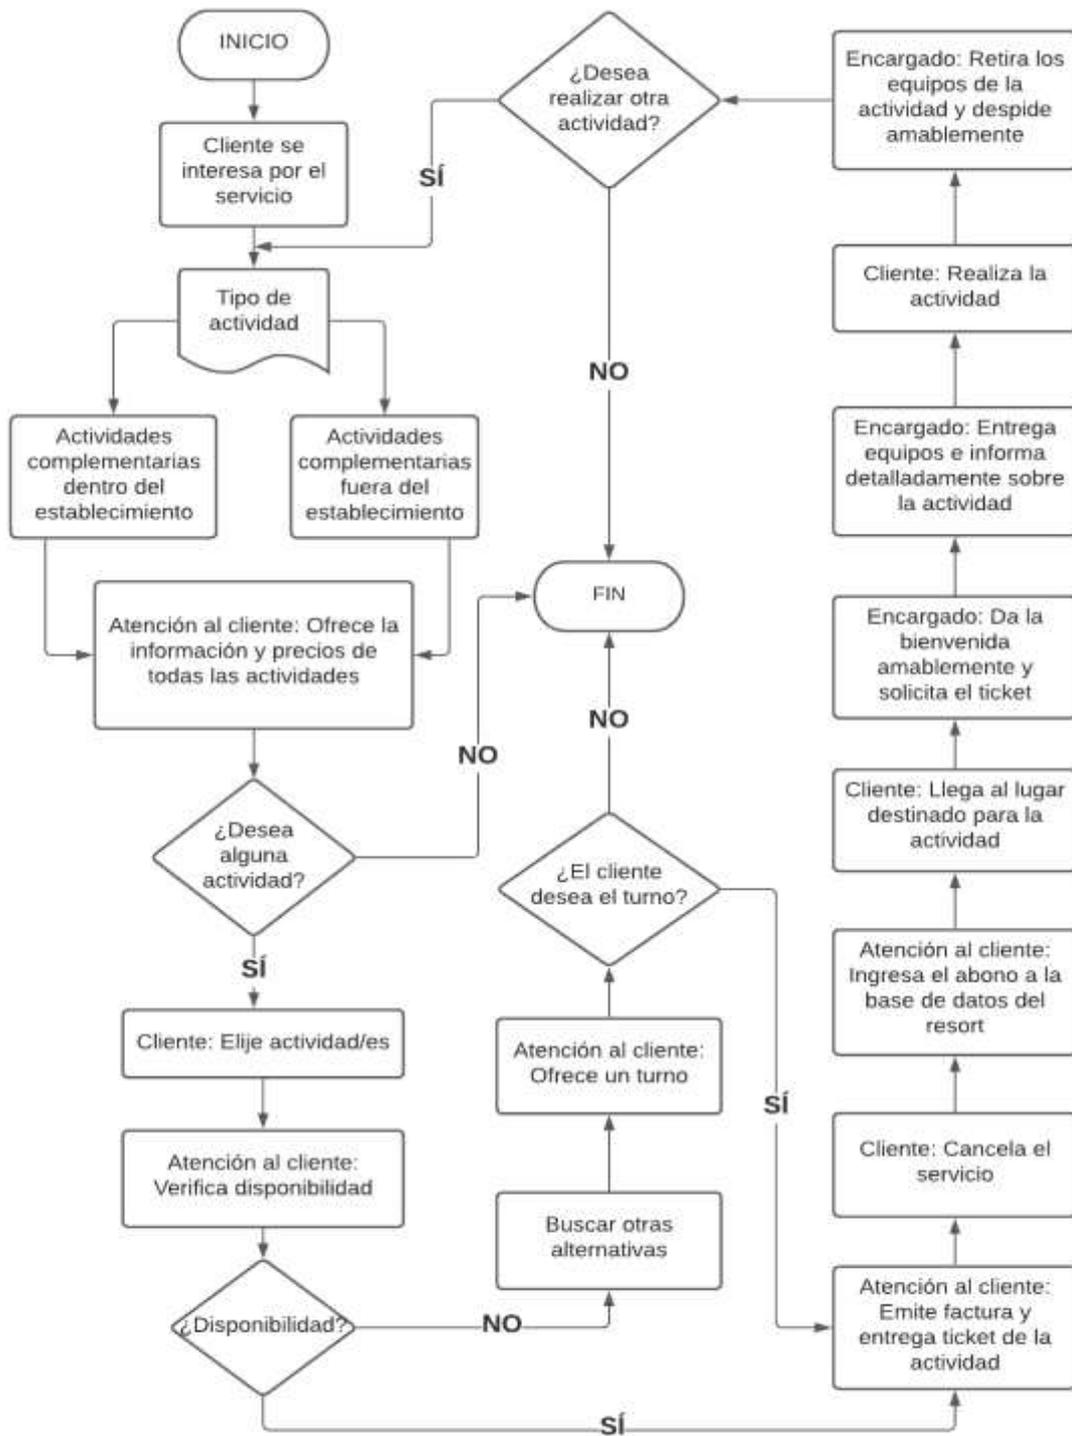 INICIO
Cliente se
interesa por el
servicio
Tipo de
actividad
Actividades
complementarias
dentro del
establecimiento
Actividades
complementarias
fuera del
establecimiento
Atención al cliente: Ofrece la
información y precios de
todas las actividades
¿Desea
alguna
actividad?
NO
SÍ
Cliente: Elije actividad/es
Atención al cliente:
Verifica disponibilidad
¿Disponibilidad?
NO
SÍ
Buscar otras
alternativas
Atención al cliente:
Ofrece un turno
¿El cliente
desea el turno?
NO
SÍ
FIN
Atención al cliente:
Emite factura y
entrega ticket de la
actividad
Cliente: Cancela el
servicio
Atención al cliente:
Ingresa el abono a la
base de datos del
resort
Cliente: Llega al lugar
destinado para la
actividad
Encargado: Da la
bienvenida
amablemente y
solicita el ticket
Encargado: Entrega
equipos e informa
detalladamente sobre
la actividad
Cliente: Realiza la
actividad
Encargado: Retira los
equipos de la
actividad y despide
amablemente
¿Desea
realizar otra
actividad?
SÍ
NO